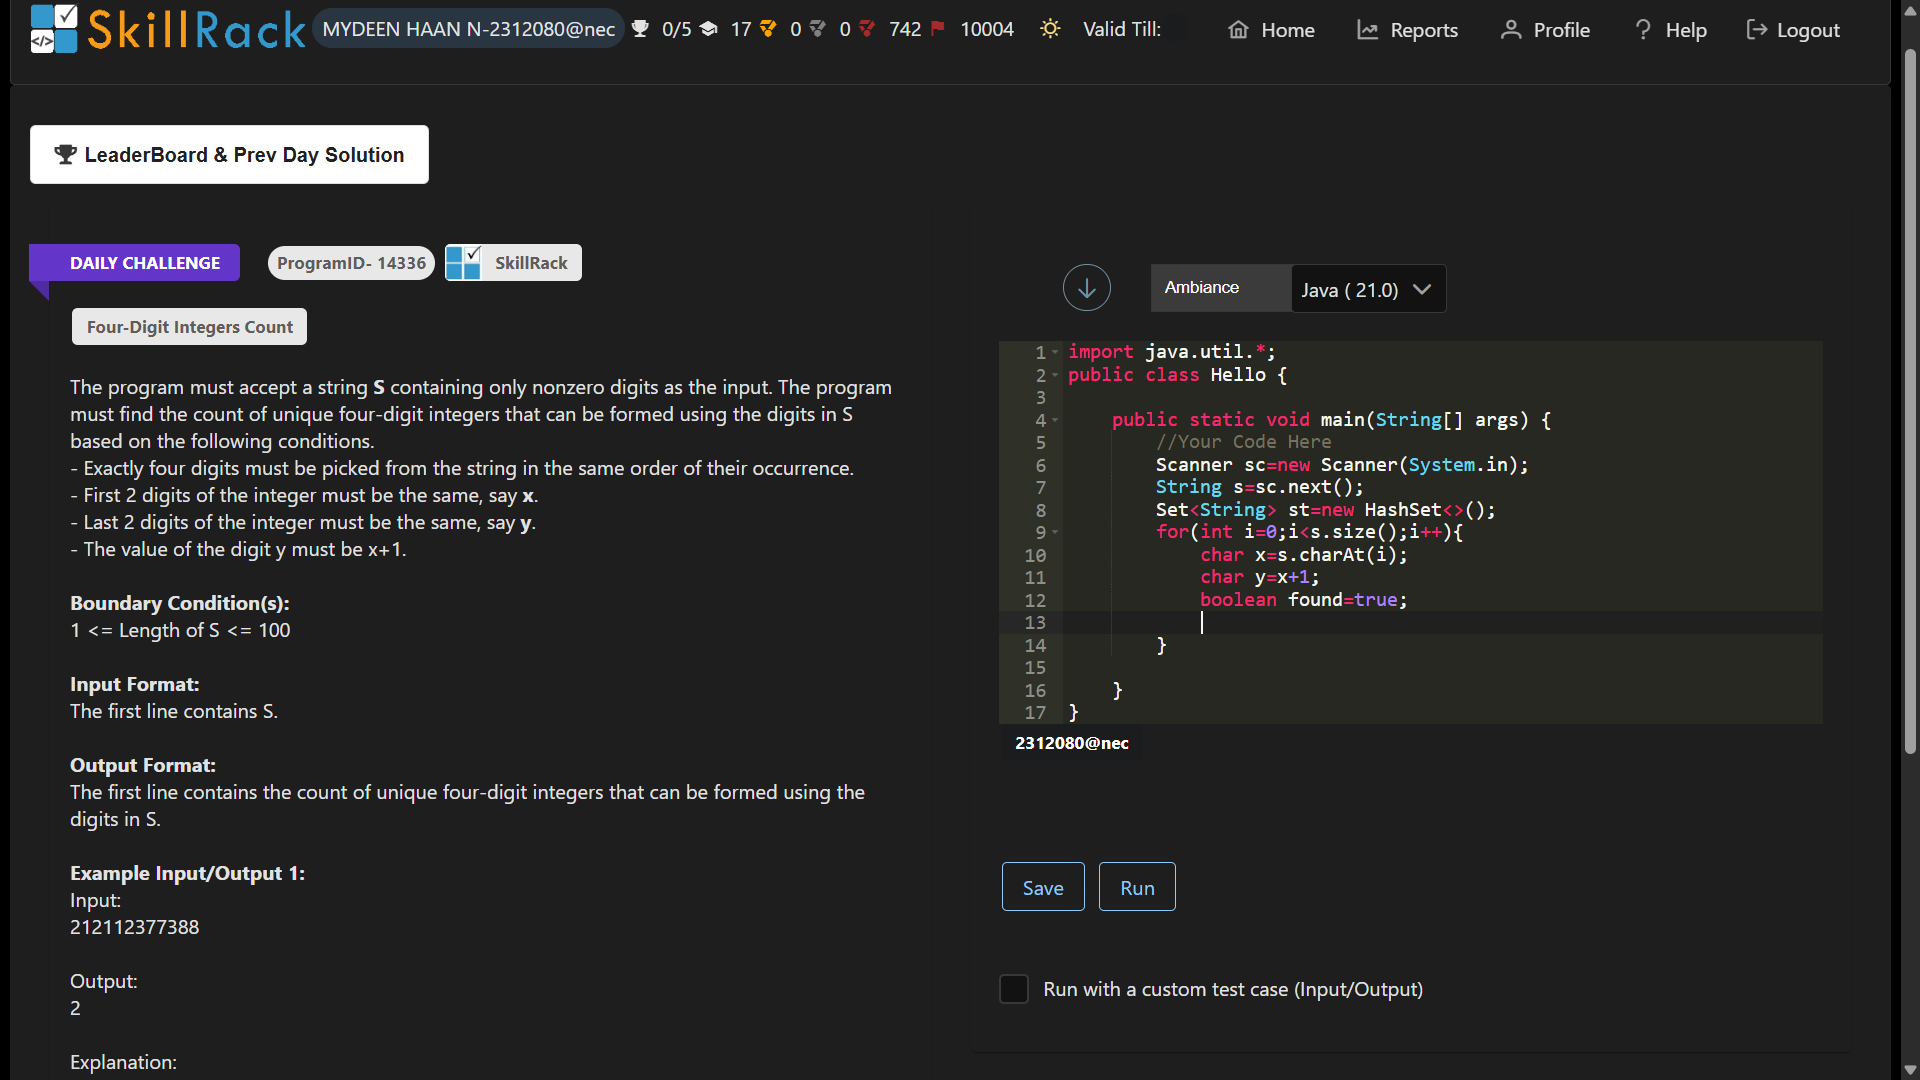 SkillRack MYDEEN HAAN N-2312080@nec 0/5 17 0 0 742 10004 Valid Till: Home Reports Profile Help Logout
LeaderBoard & Prev Day Solution
DAILY CHALLENGE ProgramID- 14336 SkillRack
Four-Digit Integers Count
The program must accept a string S containing only nonzero digits as the input. The program
must find the count of unique four-digit integers that can be formed using the digits in S
based on the following conditions.
- Exactly four digits must be picked from the string in the same order of their occurrence.
- First 2 digits of the integer must be the same, say x.
- Last 2 digits of the integer must be the same, say y.
- The value of the digit y must be x+1.
Boundary Condition(s):
1 <= Length of S <= 100
Input Format:
The first line contains S.
Output Format:
The first line contains the count of unique four-digit integers that can be formed using the
digits in S.
Example Input/Output 1:
Input:
212112377388
Output:
2
Explanation:
Ambiance Java ( 21.0)
1 import java.util.*;
2 public class Hello {
3
4     public static void main(String[] args) {
5         //Your Code Here
6         Scanner sc=new Scanner(System.in);
7         String s=sc.next();
8         Set<String> st=new HashSet<>();
9         for(int i=0;i<s.size();i++){
10             char x=s.charAt(i);
11             char y=x+1;
12             boolean found=true;
13
14         }
15
16     }
17 }
2312080@nec
Save Run
Run with a custom test case (Input/Output)